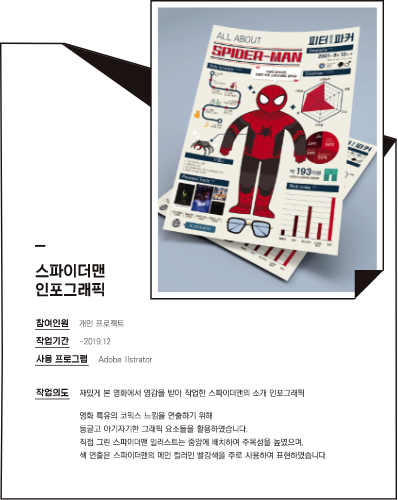 ALL ABOUT
SPIDER-MAN
피터 파커
약 193
스파이더맨
인포그래픽
참여인원 개인 프로젝트
작업기간 -2019.12
사용 프로그램 Adobe Illstrator
작업의도 재밌게 본 영화에서 영감을 받아 작업한 스파이더맨의 소개 인포그래픽
영화 특유의 코믹스 느낌을 연출하기 위해
둥글고 아기자기한 그래픽 요소들을 활용하였습니다.
직접 그린 스파이더맨 일러스트는 중앙에 배치하여 주목성을 높였으며,
색 연출은 스파이더맨의 메인 컬러인 빨강색을 주로 사용하여 표현하였습니다.